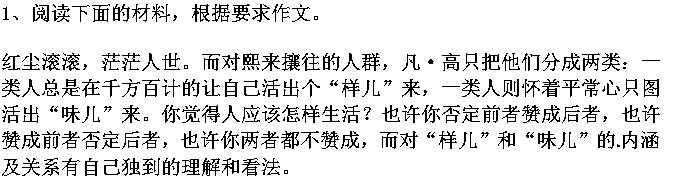 1、阅读下面的材料，根据要求作文。
红尘滚滚，茫茫人世。而对熙来攘往的人群，凡·高只把他们分成两类：一
类人总是在千方百计的让自己活出个“样儿”来，一类人则怀着平常心只图
活出“味儿”来。你觉得人应该怎样生活？也许你否定前者赞成后者，也许
赞成前者否定后者，也许你两者都不赞成，而对“样儿”和“味儿”的.内涵
及关系有自己独到的理解和看法。